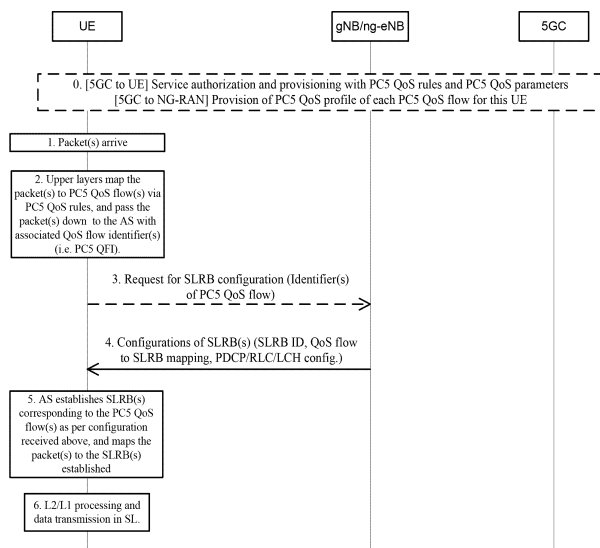 UE
gNB/ng-eNB
5GC
0. [5GC to UE] Service authorization and provisioning with PC5 QoS rules and PC5 QoS parameters
[5GC to NG-RAN] Provision of PC5 QoS profile of each PC5 QoS flow for this UE
1. Packet(s) arrive
2. Upper layers map the
packet(s) to PC5 QoS flow(s) via
PC5 QoS rules, and pass the
packet(s) down to the AS with
associated QoS flow identifier(s)
(i.e. PC5 QFI).
3. Request for SLRB configuration (Identifier(s)
of PC5 QoS flow)
4. Configurations of SLRB(s) (SLRB ID, QoS flow
to SLRB mapping, PDCP/RLC/LCH config.)
5. AS establishes SLRB(s)
corresponding to the PC5 QoS
flow(s) as per configuration
received above, and maps the
packet(s) to the SLRB(s)
established
6. L2/L1 processing and
data transmission in SL.